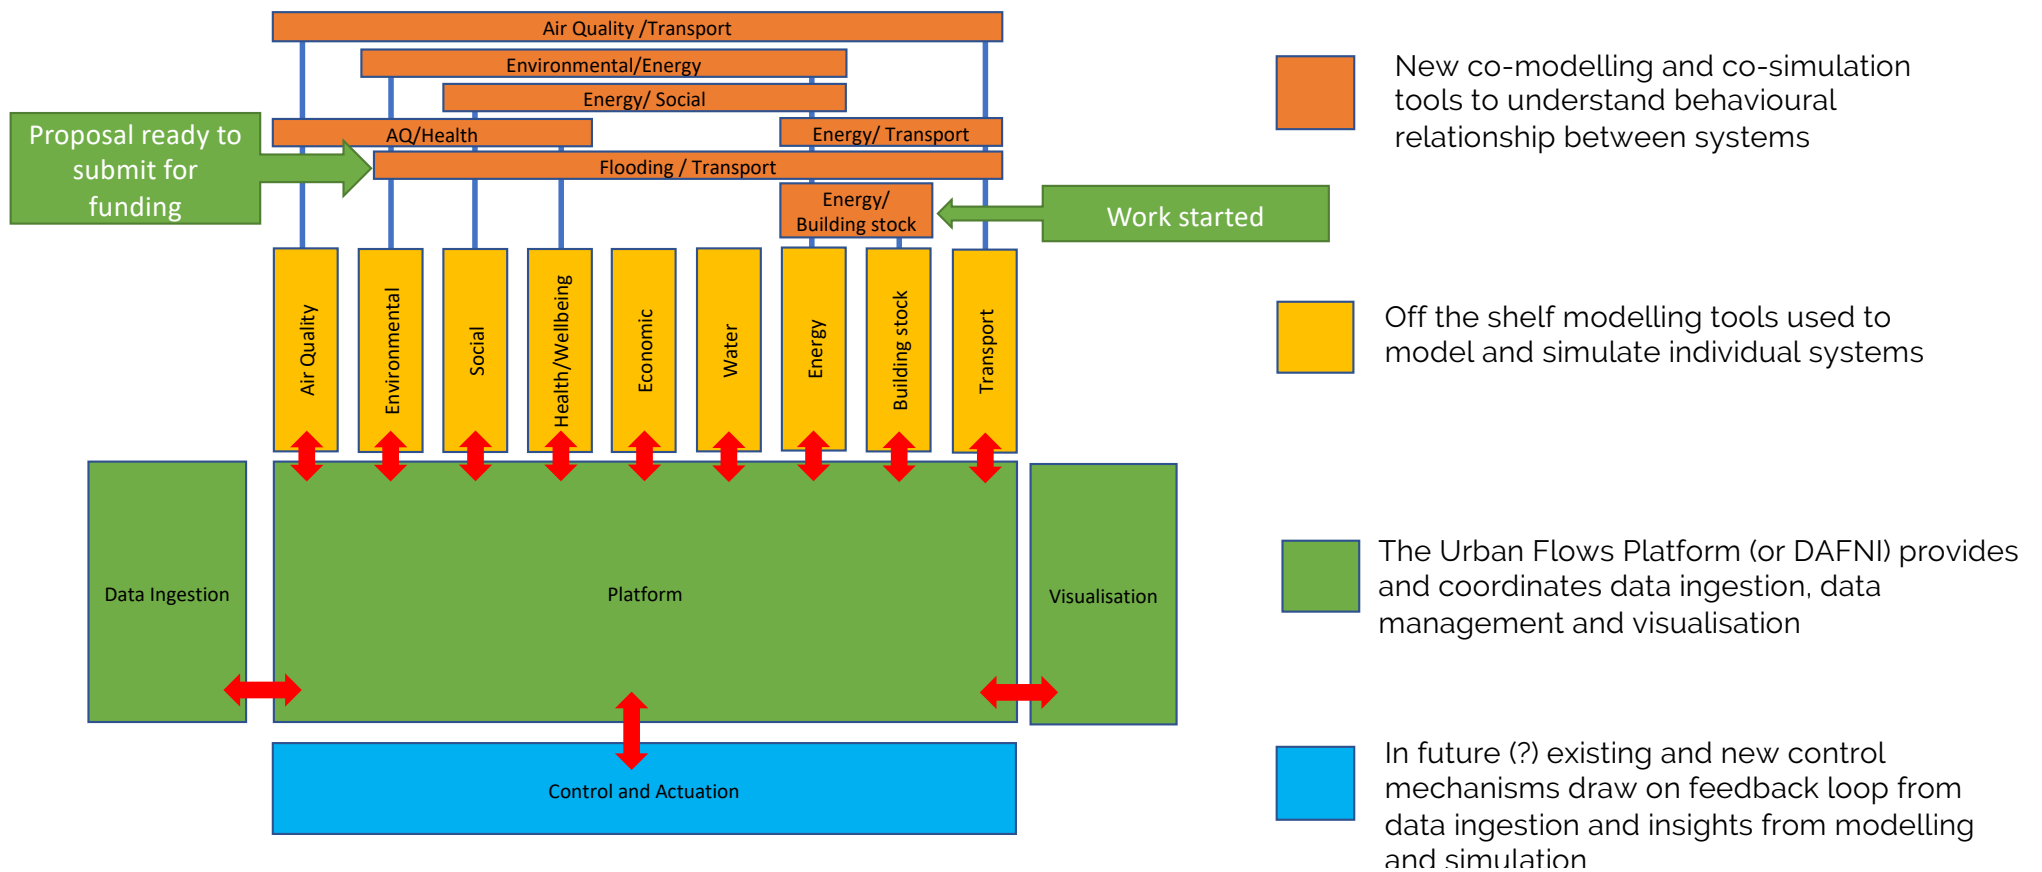 Air Quality /Transport
Environmental/Energy
Energy/ Social
AQ/Health
Energy/ Transport
Flooding / Transport
Energy/
Building stock
Proposal ready to
submit for
funding
Work started
Air Quality
Environmental
Social
Health/Wellbeing
Economic
Water
Energy
Building stock
Transport
Data Ingestion
Platform
Visualisation
Control and Actuation
New co-modelling and co-simulation
tools to understand behavioural
relationship between systems
Off the shelf modelling tools used to
model and simulate individual systems
The Urban Flows Platform (or DAFNI) provides
and coordinates data ingestion, data
management and visualisation
In future (?) existing and new control
mechanisms draw on feedback loop from
data ingestion and insights from modelling
and simulation